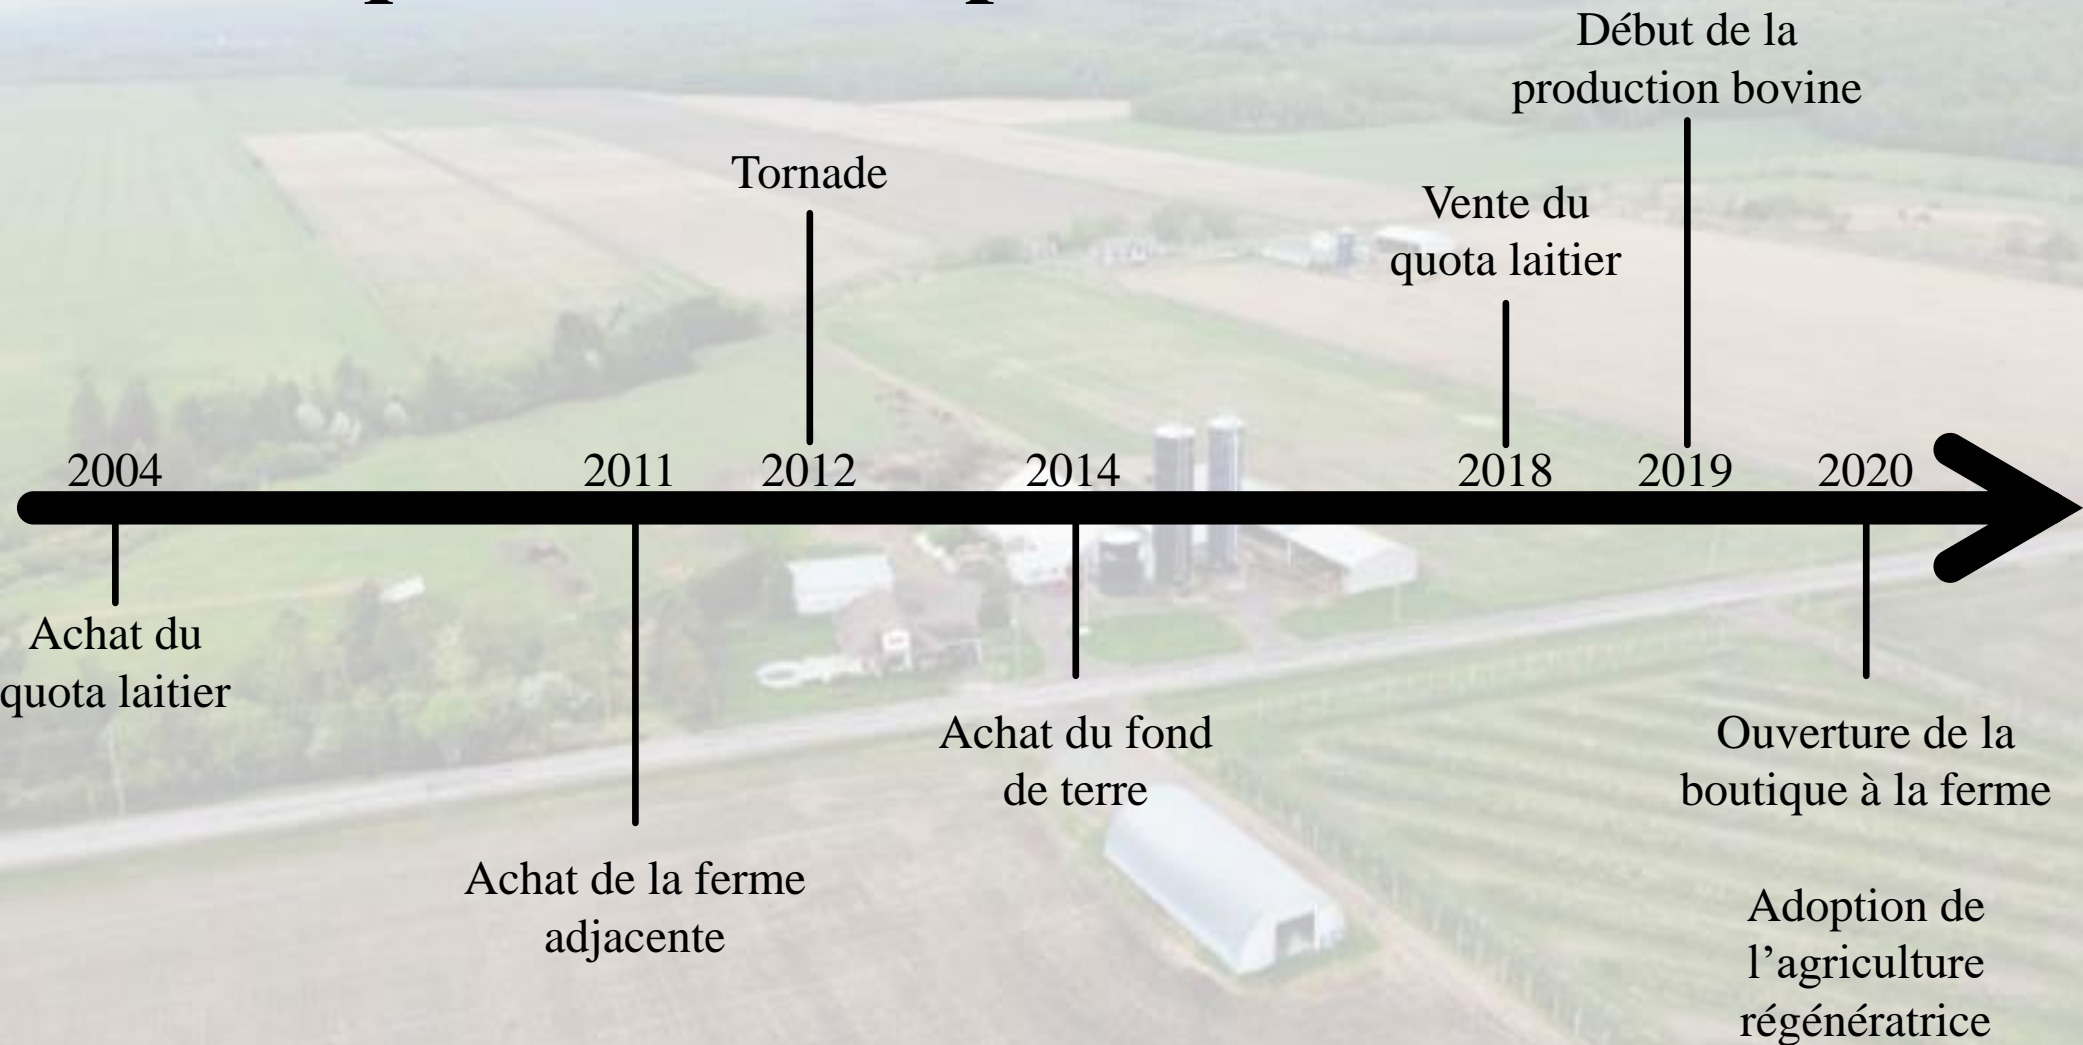 Début de la
production bovine
Tornade
Vente du
quota laitier
2004 2011 2012 2014 2018 2019 2020
Achat du
quota laitier
Achat du fond
de terre
Ouverture de la
boutique à la ferme
Achat de la ferme
adjacente
Adoption de
l’agriculture
régénératrice